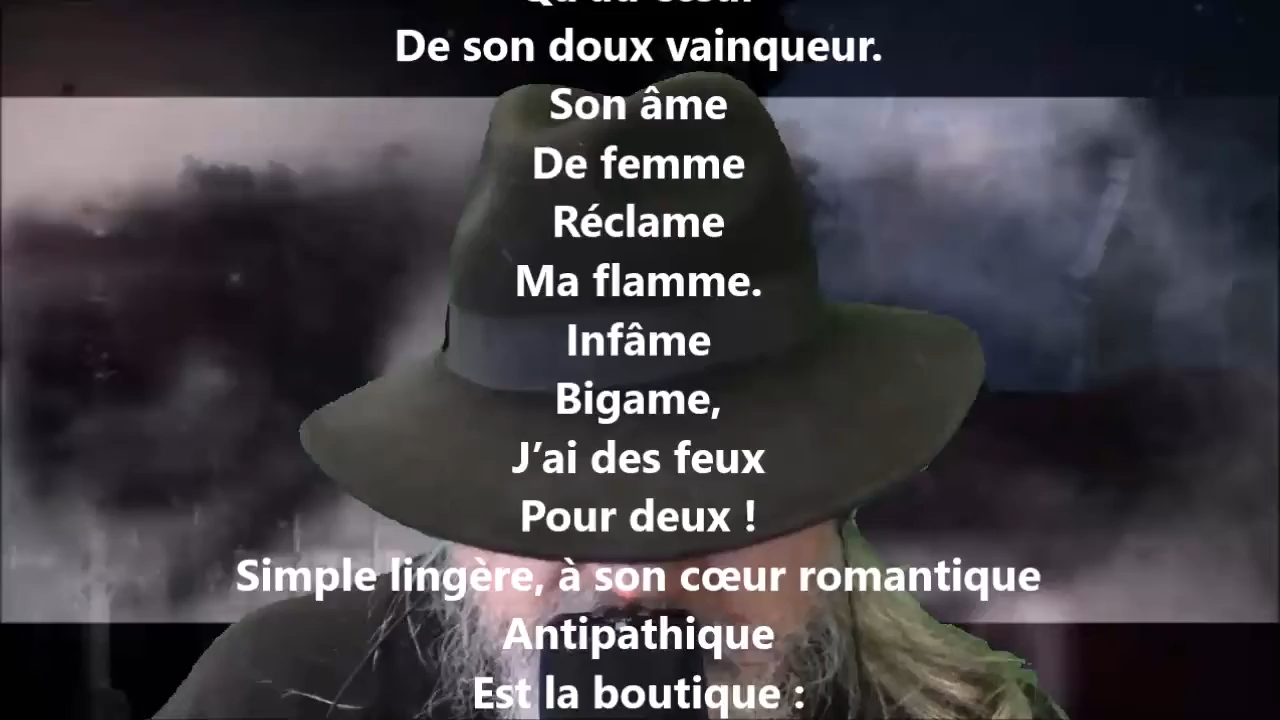 De son doux vainqueur.
Son âme
De femme
Réclame
Ma flamme.
Infâme
Bigame,
J’ai des feux
Pour deux !
Simple lingère, à son cœur romantique
Antipathique
Est la boutique :